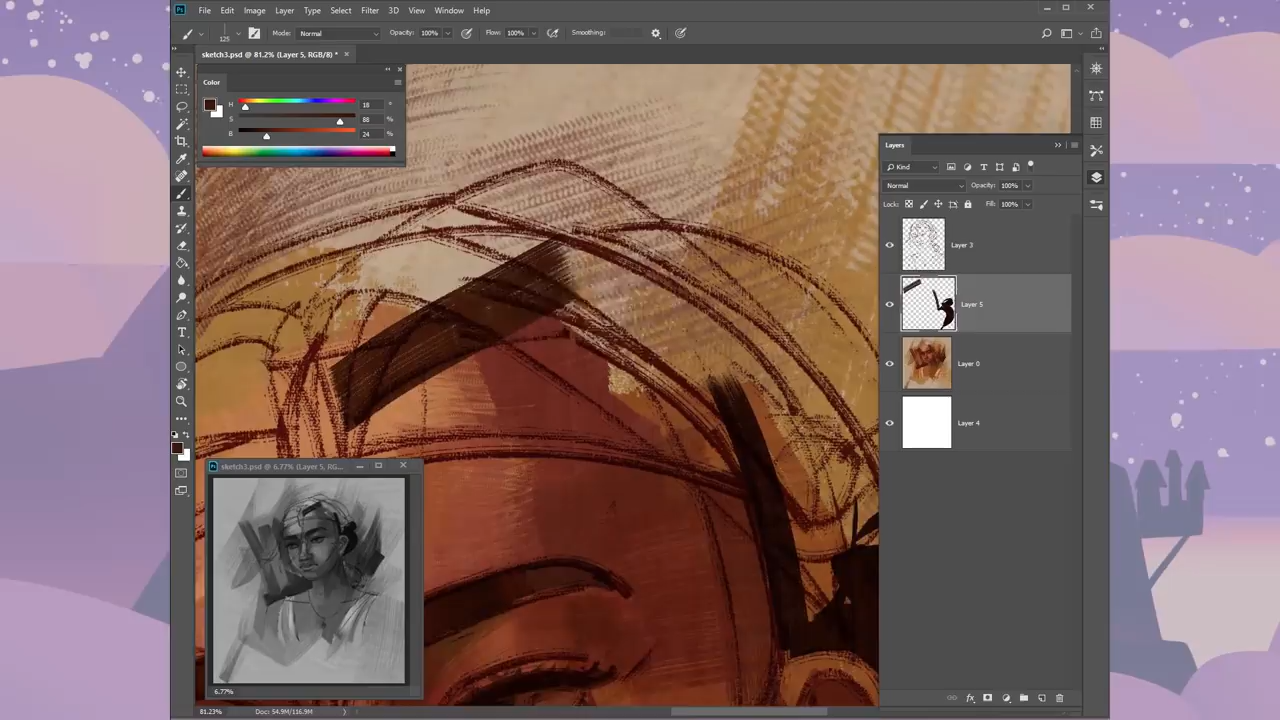 Ps File Edit Image Layer Type Select Filter 3D View Window Help
125 Mode: Normal Opacity: 100% Flow: 100% Smoothing:
sketch3.psd @ 81.2% (Layer 5, RGB/8) *
Color
H 18 °
S 88 %
B 24 %
Layers
Kind
Normal Opacity: 100%
Lock: Fill: 100%
Layer 3
Layer 5
Layer 0
Layer 4
sketch3.psd @ 6.77% (Layer 5, RG...
6.77%
81.23% Doc: 54.9M/116.9M